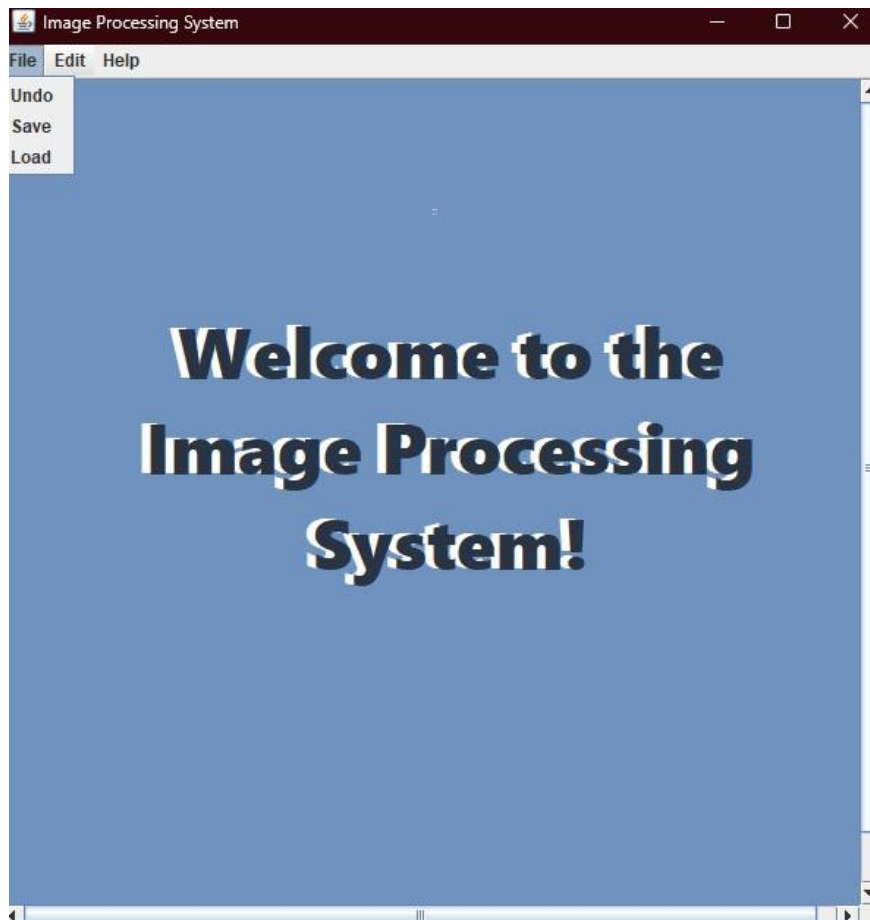 Image Processing System
File Edit Help
Undo
Save
Load
Welcome to the
Image Processing
System!